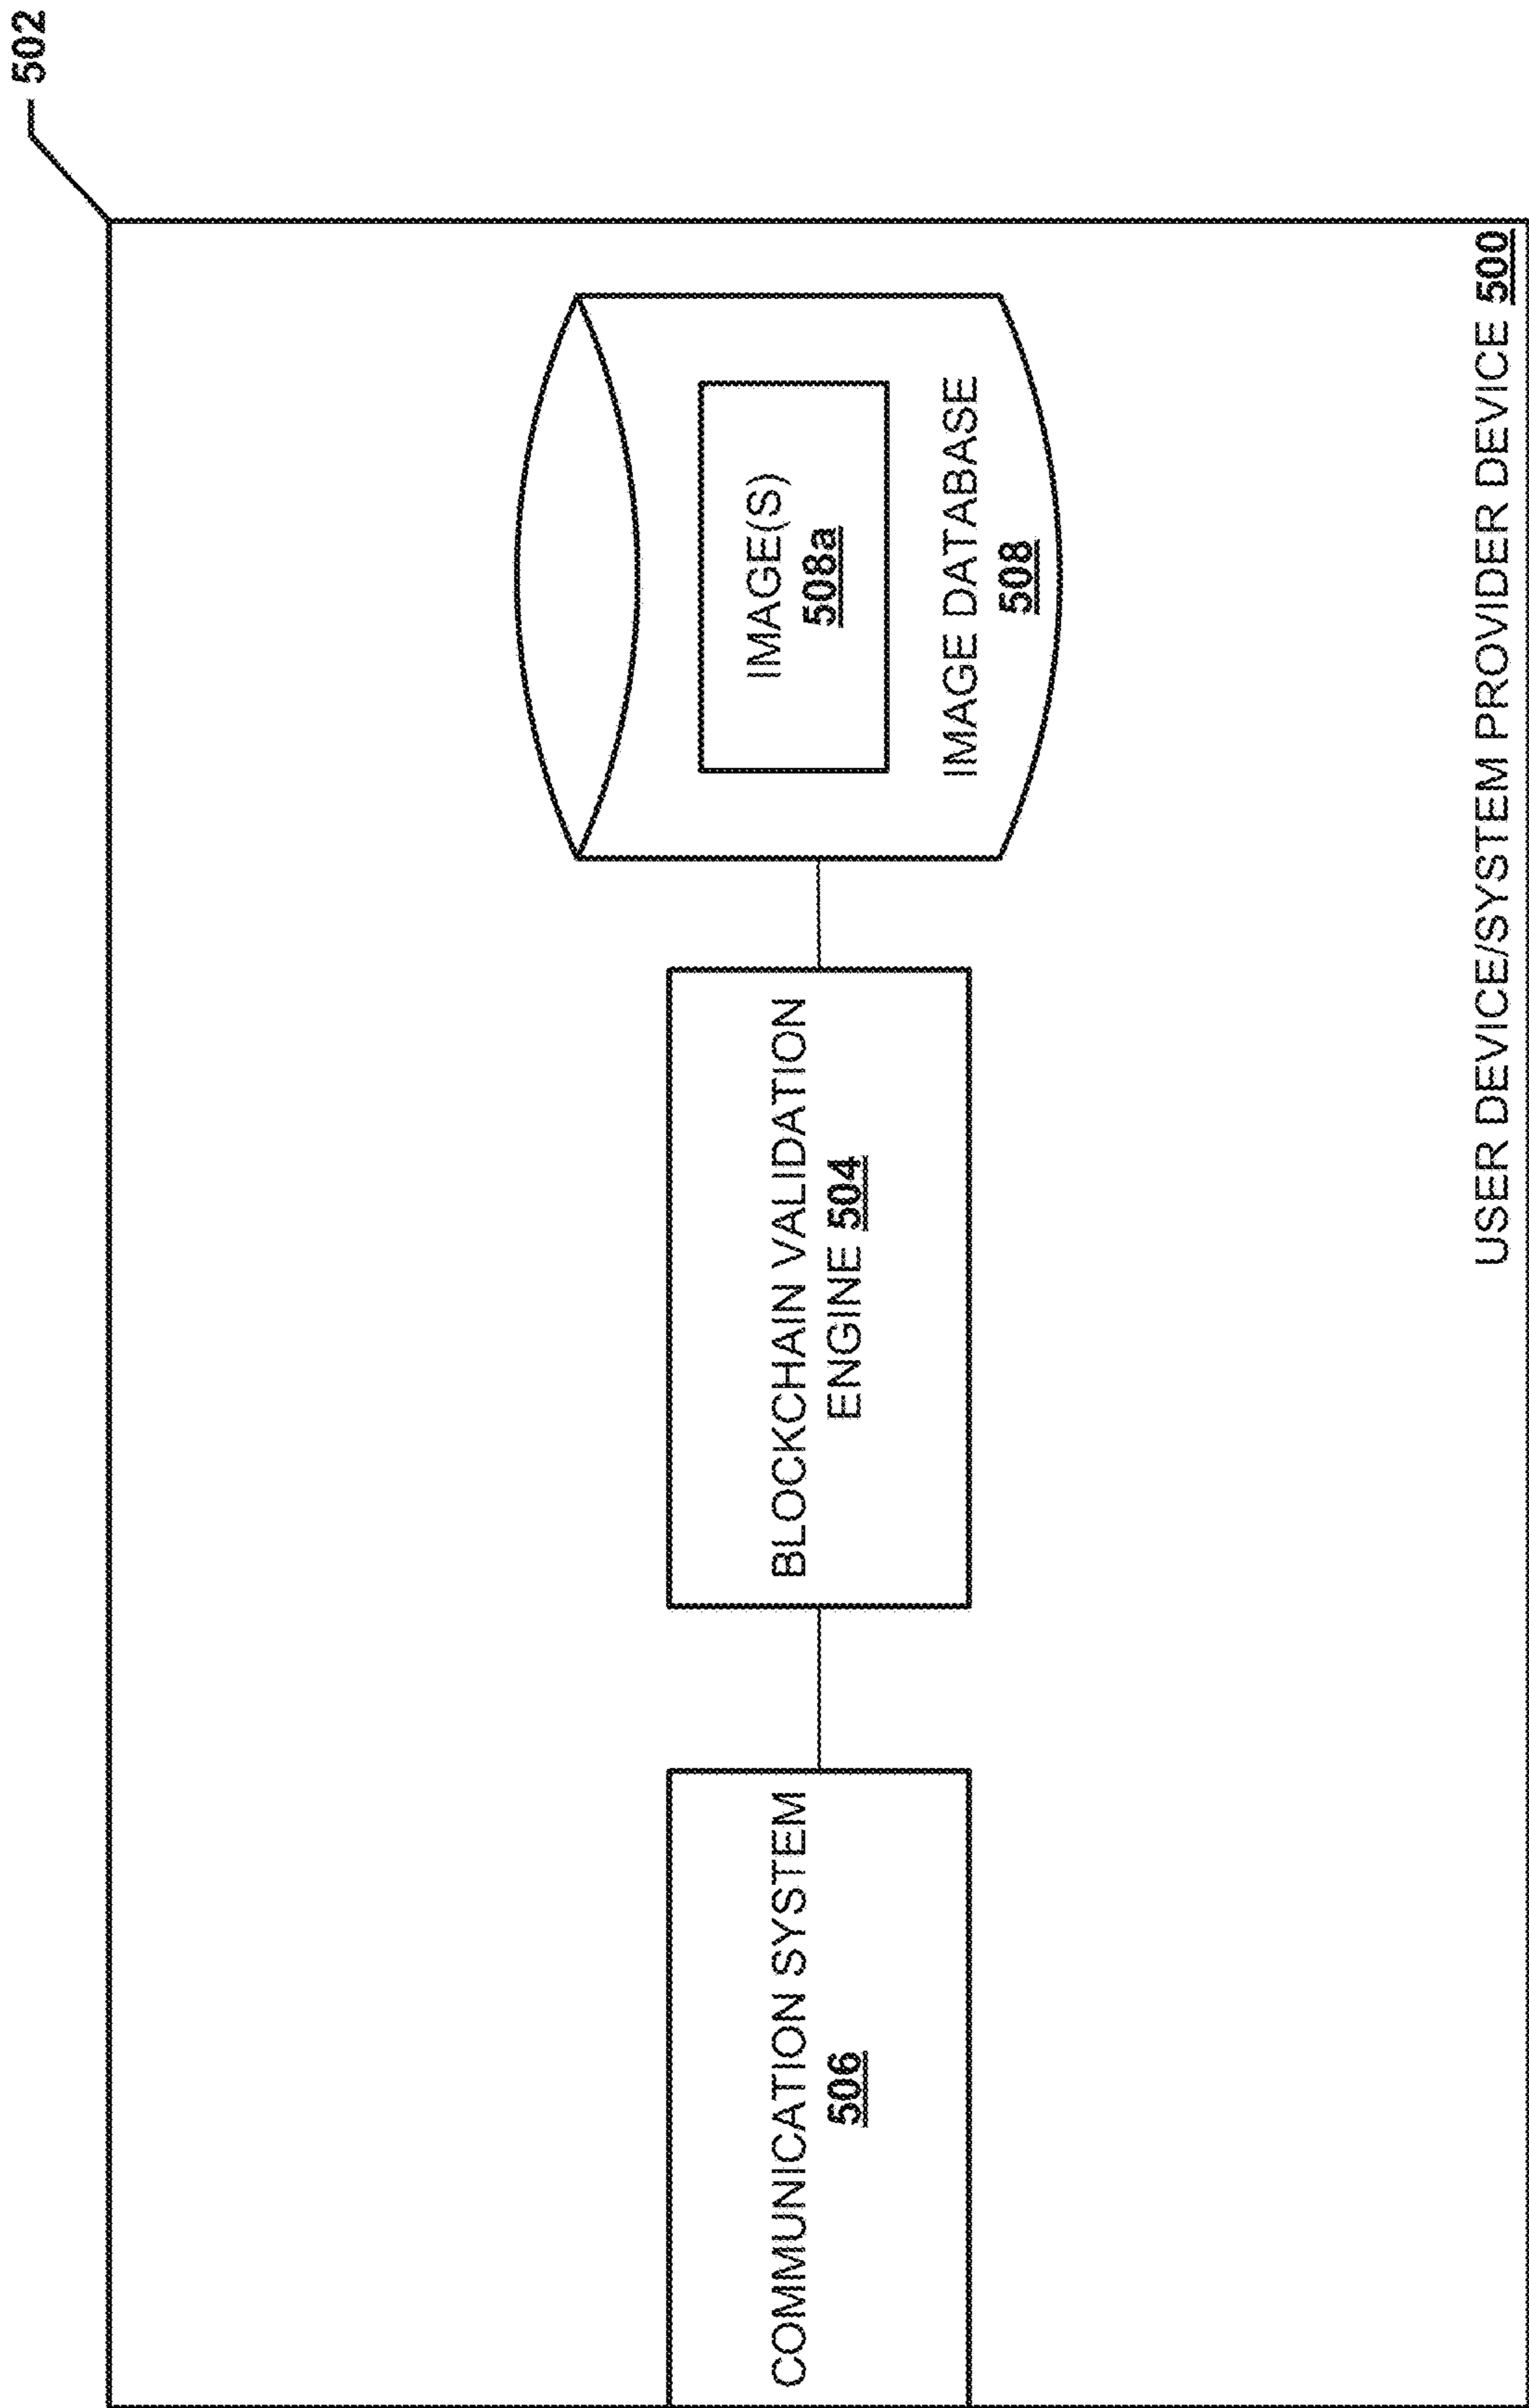 502
COMMUNICATION SYSTEM
506
BLOCKCHAIN VALIDATION
ENGINE 504
IMAGE(S)
508a
IMAGE DATABASE
508
USER DEVICE/SYSTEM PROVIDER DEVICE 500